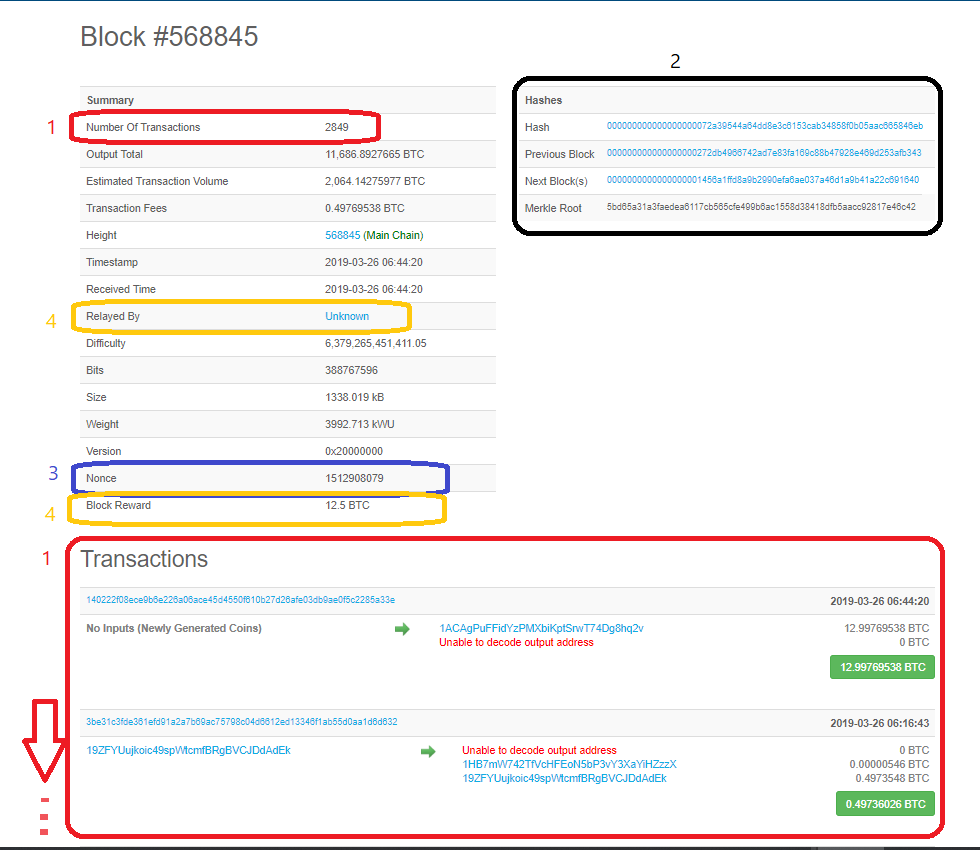 Block #568845
2
Summary
Hashes
1
Number Of Transactions 2849
Hash
Output Total 11,686.8927665 BTC
Previous Block
Estimated Transaction Volume 2,064.14275977 BTC
Next Block(s)
Transaction Fees 0.49769538 BTC
Merkle Root
Height 568845 (Main Chain)
Timestamp 2019-03-26 06:44:20
Received Time 2019-03-26 06:44:20
4
Relayed By Unknown
Difficulty 6,379,265,451,411.05
Bits 388767596
Size 1338.019 kB
Weight 3992.713 kWU
Version 0x20000000
3
Nonce 1512908079
4
Block Reward 12.5 BTC
1
Transactions
2019-03-26 06:44:20
No Inputs (Newly Generated Coins)
1ACAgPuFFidYzPMXbiKptSrwT74Dg8hq2v 12.99769538 BTC
Unable to decode output address 0 BTC
12.99769538 BTC
2019-03-26 06:16:43
19ZFYUujkoic49spWtcmfBRgBVCJDdAdEk
Unable to decode output address 0 BTC
1HB7mW742TfVcHFEoN5bP3vY3XaYiHZzzX 0.00000546 BTC
19ZFYUujkoic49spWtcmfBRgBVCJDdAdEk 0.4973548 BTC
0.49736026 BTC